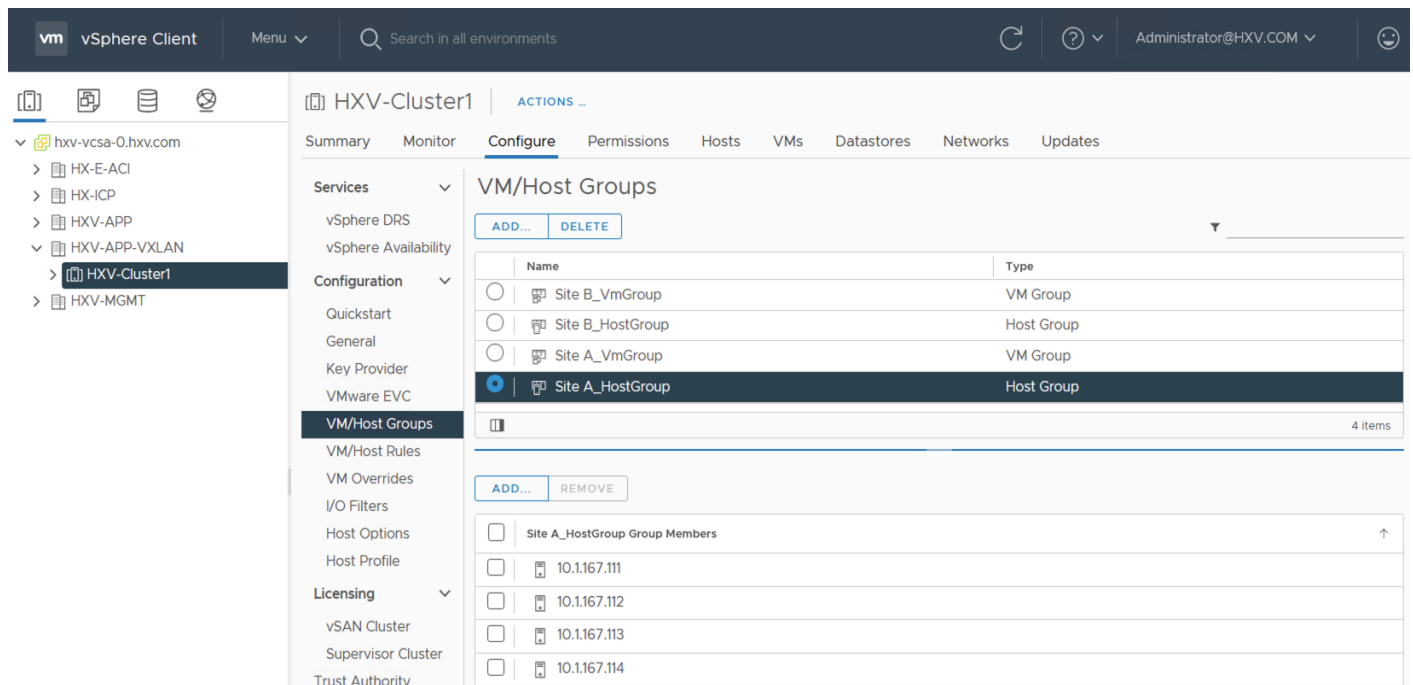 vm vSphere Client Menu Search in all environments Administrator@HXV.COM
hxv-vcsa-0.hxv.com
HX-E-ACI
HX-ICP
HXV-APP
HXV-APP-VXLAN
HXV-Cluster1
HXV-MGMT
HXV-Cluster1 ACTIONS ...
Summary Monitor Configure Permissions Hosts VMs Datastores Networks Updates
Services
vSphere DRS
vSphere Availability
Configuration
Quickstart
General
Key Provider
VMware EVC
VM/Host Groups
VM/Host Rules
VM Overrides
I/O Filters
Host Options
Host Profile
Licensing
vSAN Cluster
Supervisor Cluster
Trust Authority
VM/Host Groups
ADD... DELETE
Name Type
Site B_VmGroup VM Group
Site B_HostGroup Host Group
Site A_VmGroup VM Group
Site A_HostGroup Host Group
4 items
ADD... REMOVE
Site A_HostGroup Group Members
10.1.167.111
10.1.167.112
10.1.167.113
10.1.167.114